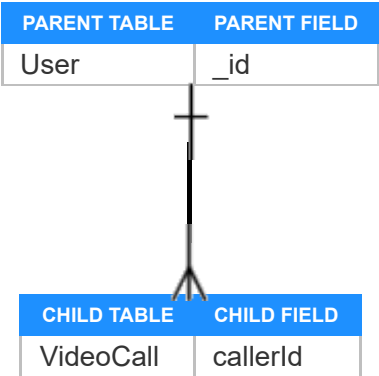 PARENT TABLE PARENT FIELD
User _id
CHILD TABLE CHILD FIELD
VideoCall callerId